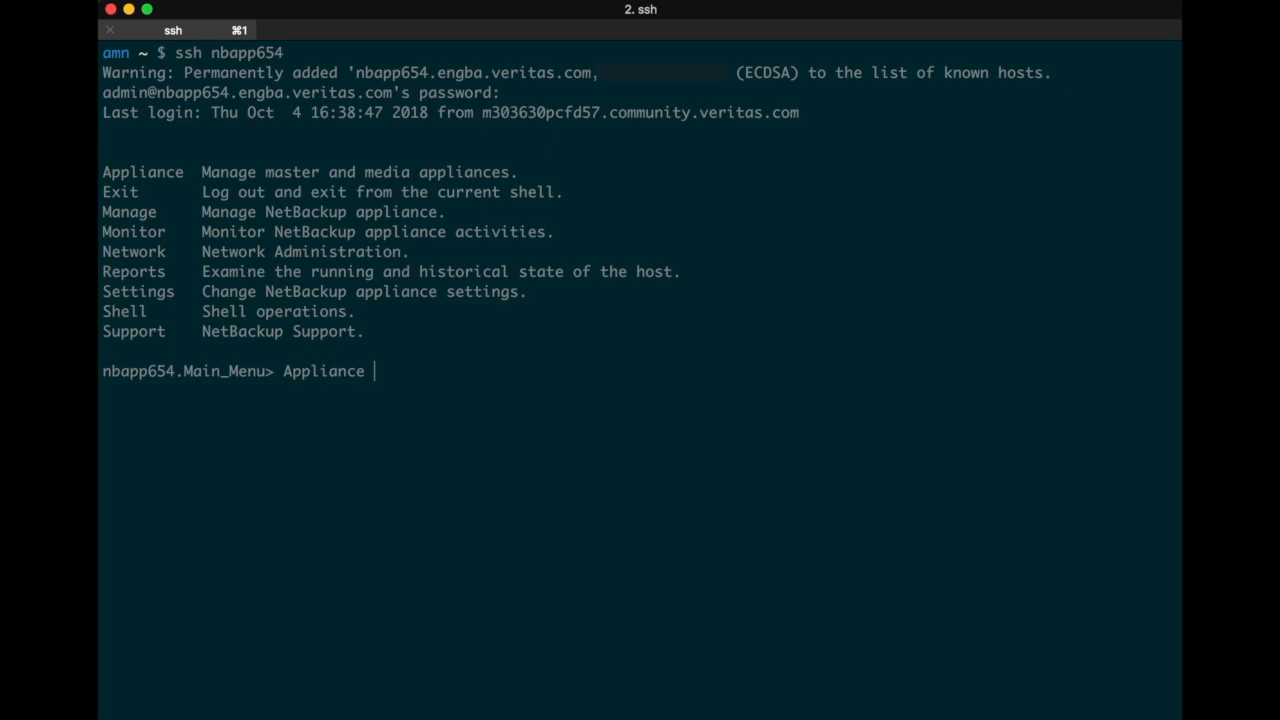 2. ssh
ssh ⌘1
amn ~ $ ssh nbapp654
Warning: Permanently added 'nbapp654.engba.veritas.com, (ECDSA) to the list of known hosts.
admin@nbapp654.engba.veritas.com's password:
Last login: Thu Oct  4 16:38:47 2018 from m303630pcfd57.community.veritas.com
Appliance  Manage master and media appliances.
Exit       Log out and exit from the current shell.
Manage     Manage NetBackup appliance.
Monitor    Monitor NetBackup appliance activities.
Network    Network Administration.
Reports    Examine the running and historical state of the host.
Settings   Change NetBackup appliance settings.
Shell      Shell operations.
Support    NetBackup Support.
nbapp654.Main_Menu> Appliance